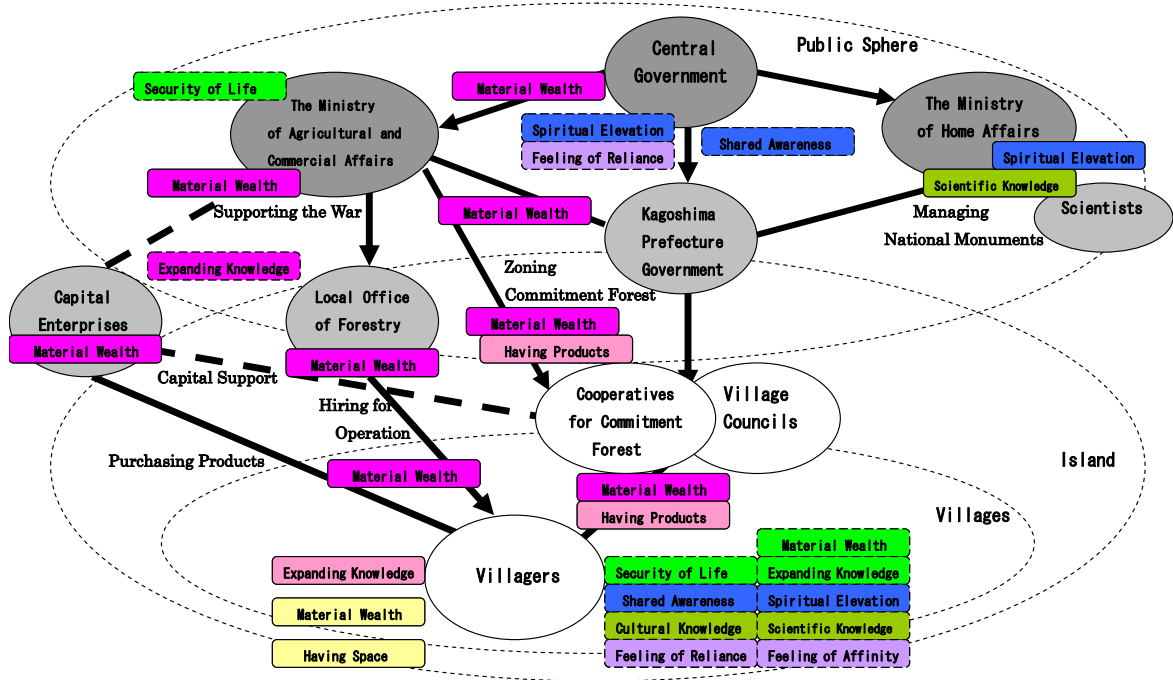 Central
Government
Public Sphere
Security of Life
The Ministry
of Agricultural and
Commercial Affairs
Material Wealth
The Ministry
of Home Affairs
Spiritual Elevation
Feeling of Reliance
Shared Awareness
Spiritual Elevation
Scientific Knowledge
Material Wealth
Supporting the War
Material Wealth
Kagoshima
Prefecture
Government
Managing
National Monuments
Scientists
Expanding Knowledge
Zoning
Commitment Forest
Capital
Enterprises
Material Wealth
Local Office
of Forestry
Material Wealth
Material Wealth
Having Products
Capital Support
Hiring for
Operation
Cooperatives
for Commitment
Forest
Village
Councils
Purchasing Products
Material Wealth
Material Wealth
Having Products
Island
Villages
Villagers
Expanding Knowledge
Material Wealth
Having Space
Material Wealth
Security of Life
Expanding Knowledge
Shared Awareness
Spiritual Elevation
Cultural Knowledge
Scientific Knowledge
Feeling of Reliance
Feeling of Affinity